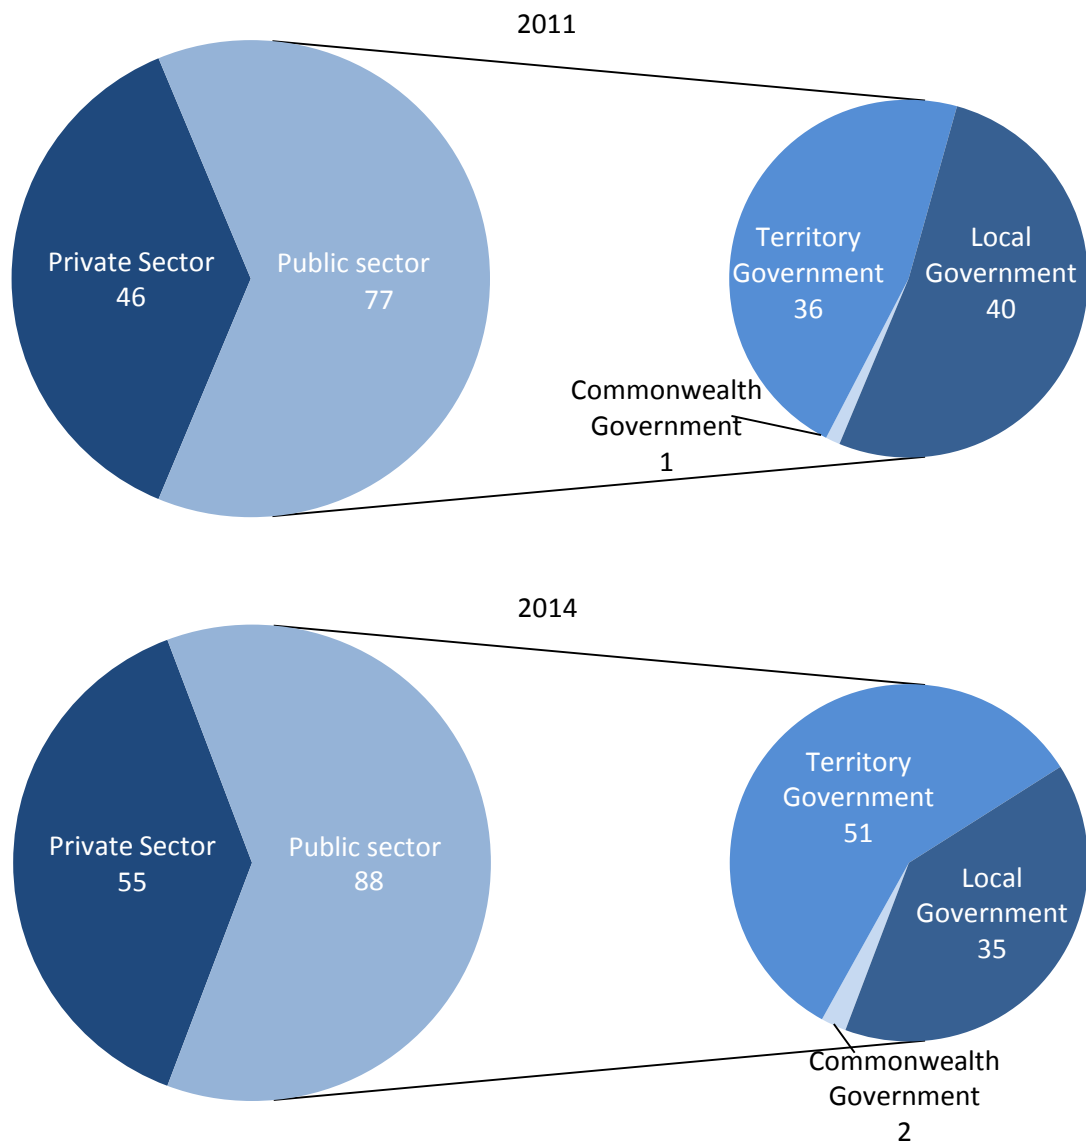 2011
Private Sector
46
Public sector
77
Territory
Government
36
Local
Government
40
Commonwealth
Government
1
2014
Private Sector
55
Public sector
88
Territory
Government
51
Local
Government
35
Commonwealth
Government
2